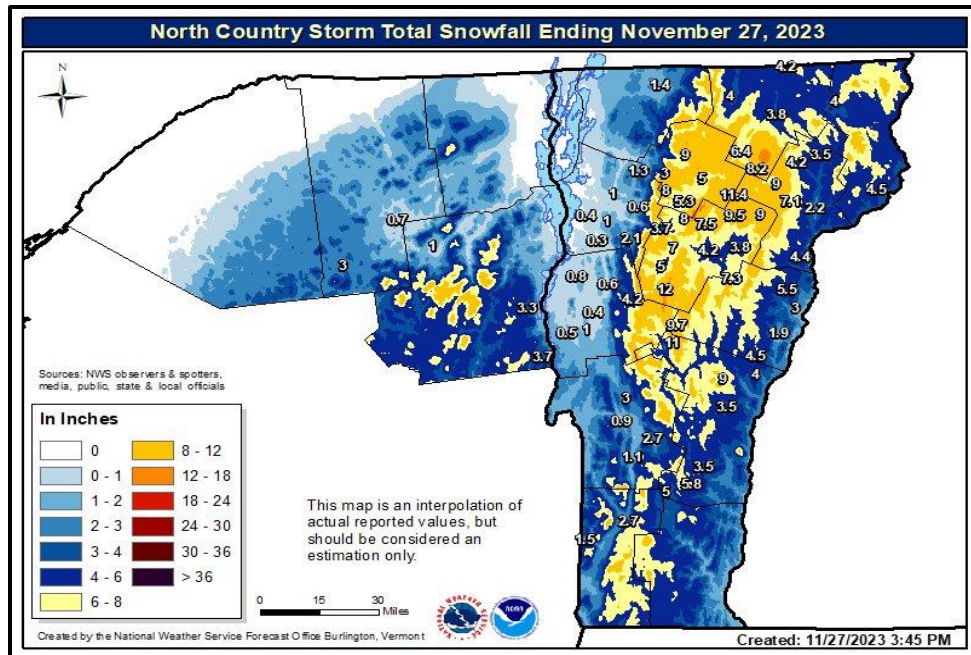 North Country Storm Total Snowfall Ending November 27, 2023
N
4.2
1.4
4
4
3.8
6.4
9
8.2
4.2
3.5
1.3
3
5
9
4.5
8
11.4
7.1
1
5.3
2.2
0.6
0.7
0.4
1
8
7.5
9.5
9
3.7
0.3
2.1
1
7
4.2
3.8
4.4
3
5
0.8
0.6
12
7.3
5.5
3.3
4.2
3
0.4
0.5
1
9.7
1.9
11
3.7
4.5
4
9
3
3.5
0.9
2.7
1.1
3.5
5.8
5
2.7
1.5
Sources: NWS observers & spotters,
media, public, state & local officials
In Inches
0
8 - 12
0 - 1
12 - 18
1 - 2
18 - 24
2 - 3
24 - 30
3 - 4
30 - 36
4 - 6
> 36
6 - 8
This map is an interpolation of
actual reported values, but
should be considered an
estimation only.
0 15 30
Miles
NATIONAL WEATHER SERVICE
NOAA
Created by the National Weather Service Forecast Office Burlington, Vermont
Created: 11/27/2023 3:45 PM